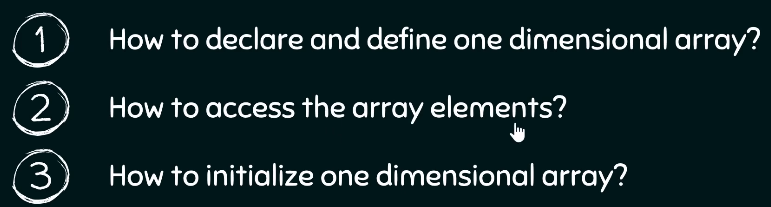 1 How to declare and define one dimensional array?
2 How to access the array elements?
3 How to initialize one dimensional array?